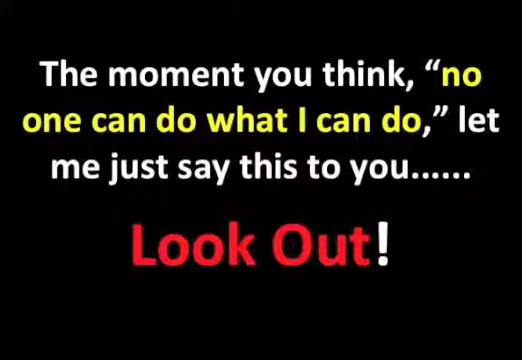 The moment you think, “no
one can do what I can do,” let
me just say this to you......
Look Out!